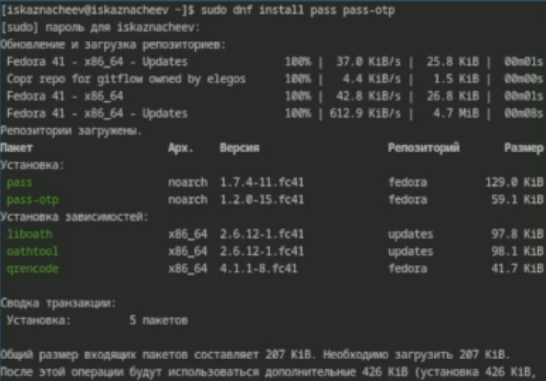 [iskaznacheev@iskaznacheev ~]$ sudo dnf install pass pass-otp
[sudo] пароль для iskaznacheev:
Обновление и загрузка репозиториев:
Fedora 41 - x86_64 - Updates 100% | 37.0 KiB/s | 25.8 KiB | 00m01s
Copr repo for gitflow owned by elegos 100% | 4.4 KiB/s | 1.5 KiB | 00m00s
Fedora 41 - x86_64 100% | 42.8 KiB/s | 26.8 KiB | 00m01s
Fedora 41 - x86_64 - Updates 100% | 612.9 KiB/s | 4.7 MiB | 00m08s
Репозитории загружены.
Пакет Арх. Версия Репозиторий Размер
Установка:
pass noarch 1.7.4-11.fc41 fedora 129.0 KiB
pass-otp noarch 1.2.0-15.fc41 fedora 59.1 KiB
Установка зависимостей:
liboath x86_64 2.6.12-1.fc41 updates 97.8 KiB
oathtool x86_64 2.6.12-1.fc41 updates 98.1 KiB
qrencode x86_64 4.1.1-8.fc41 fedora 41.7 KiB
Сводка транзакции:
Установка: 5 пакетов
Общий размер входящих пакетов составляет 207 KiB. Необходимо загрузить 207 KiB.
После этой операции будут использоваться дополнительные 426 KiB (установка 426 KiB,